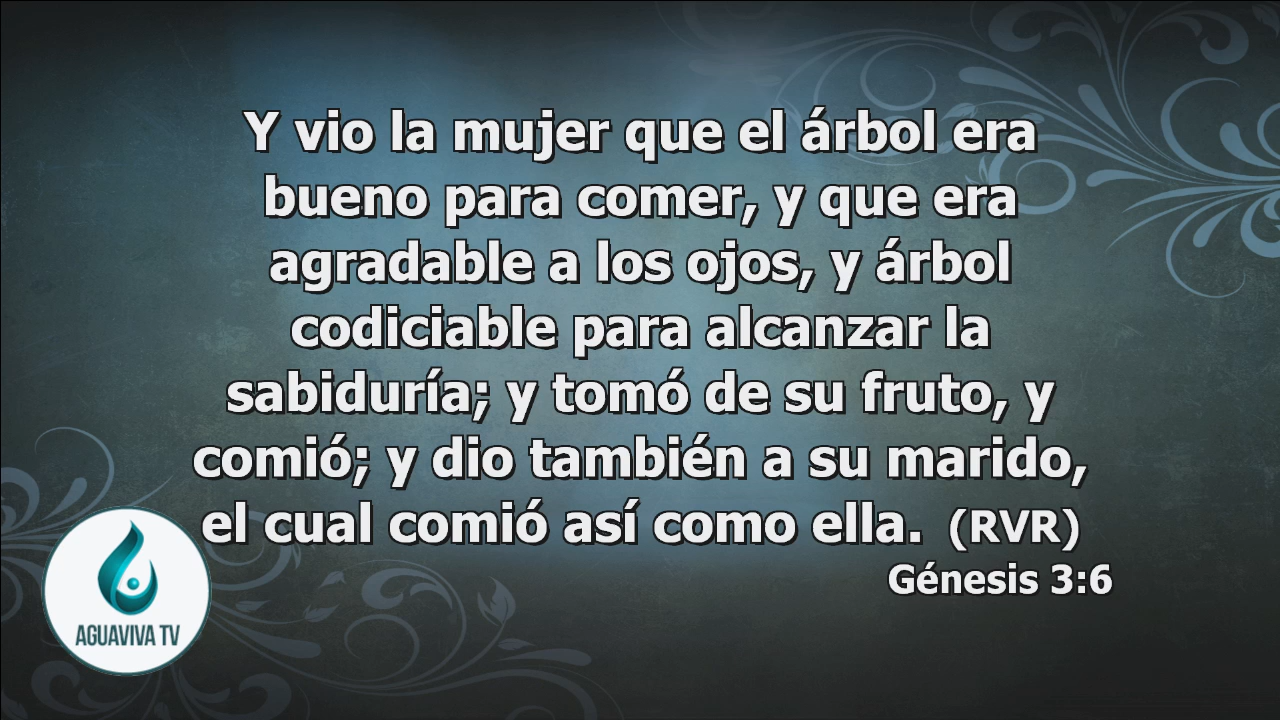 Y vio la mujer que el árbol era
bueno para comer, y que era
agradable a los ojos, y árbol
codiciable para alcanzar la
sabiduría; y tomó de su fruto, y
comió; y dio también a su marido,
el cual comió así como ella. (RVR)
Génesis 3:6
AGUAVIVA TV